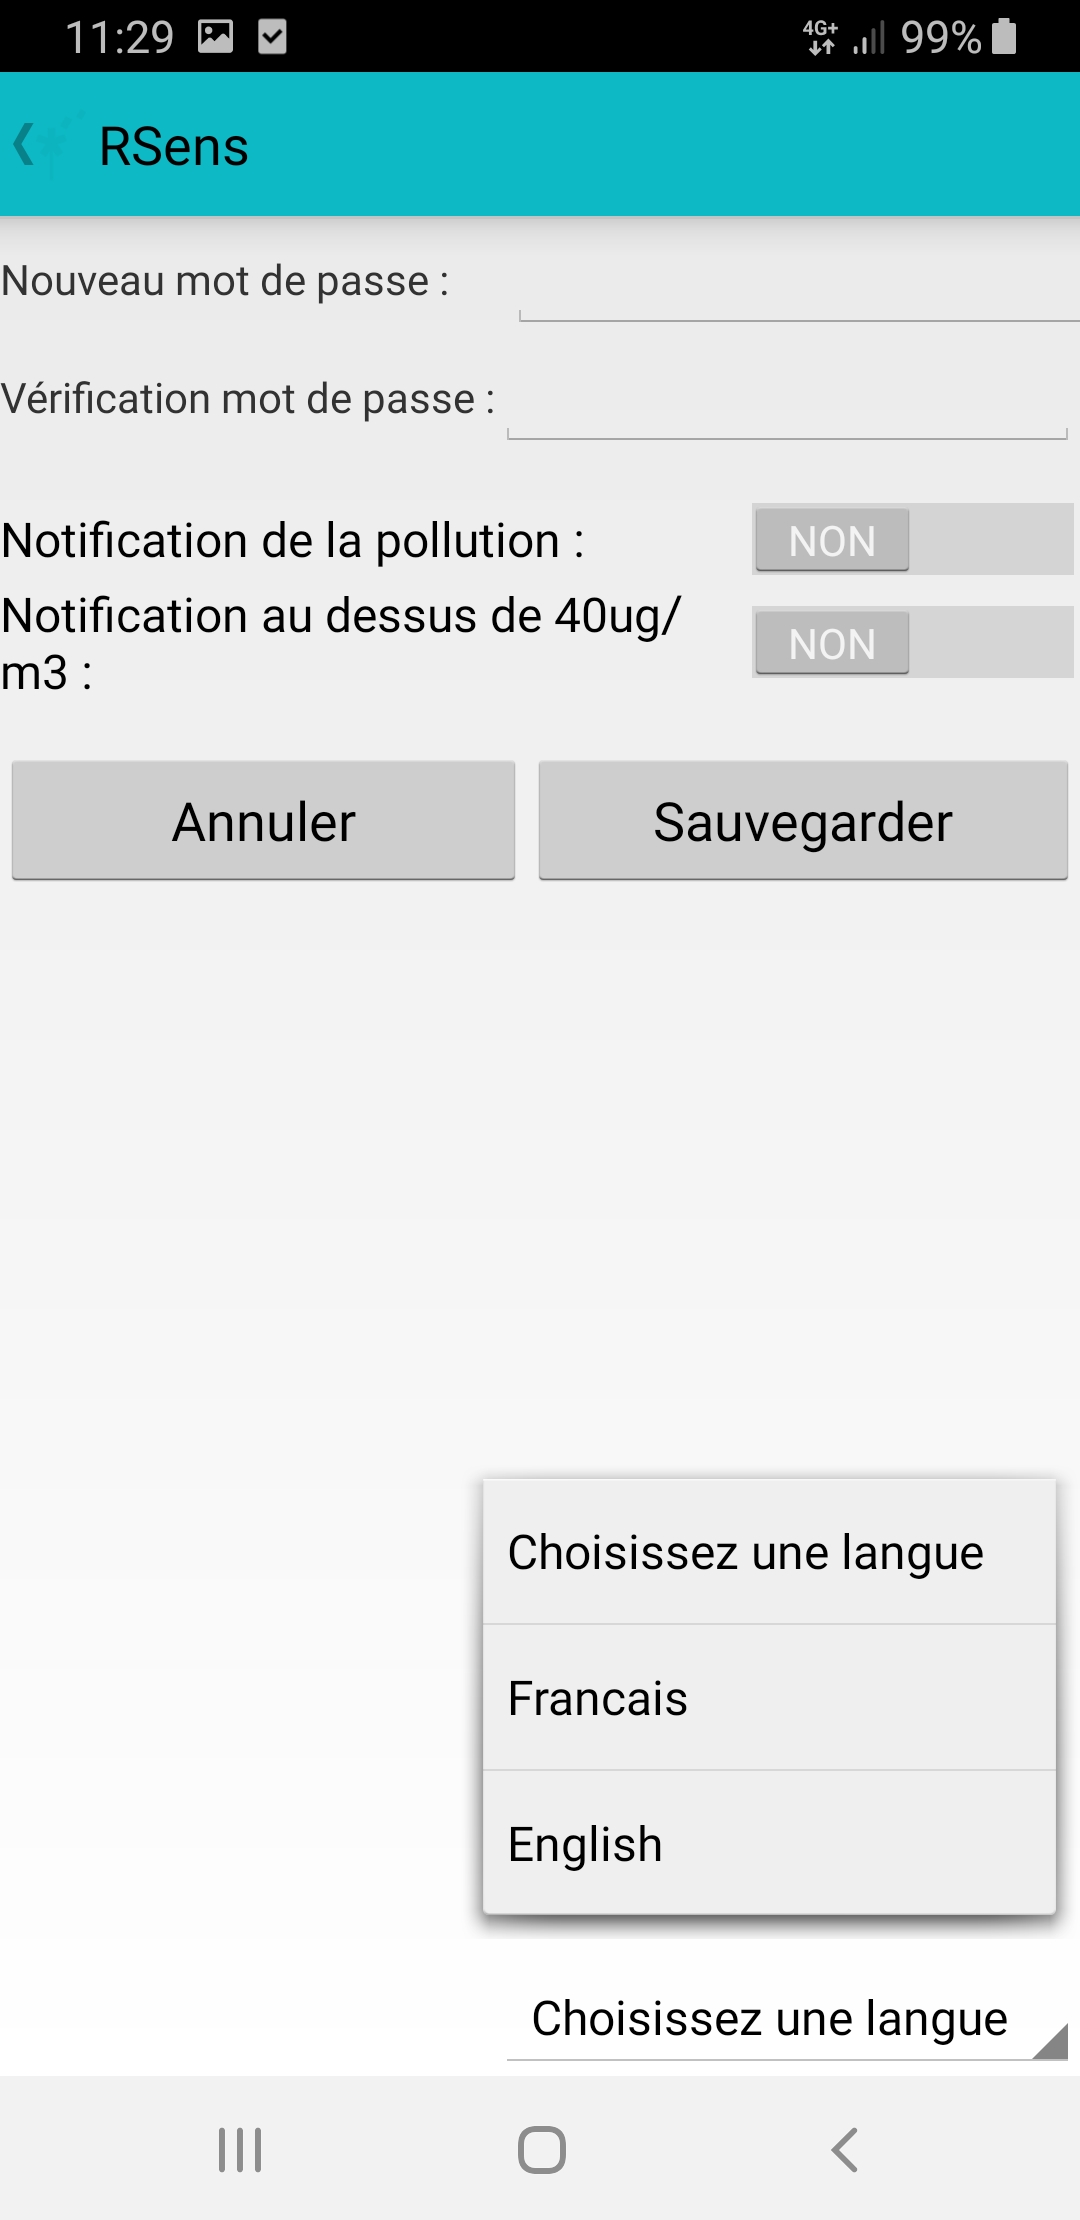 11:29
4G+
99%
RSens
Nouveau mot de passe :
Vérification mot de passe :
Notification de la pollution :
NON
Notification au dessus de 40ug/
m3 :
NON
Annuler
Sauvegarder
Choisissez une langue
Francais
English
Choisissez une langue